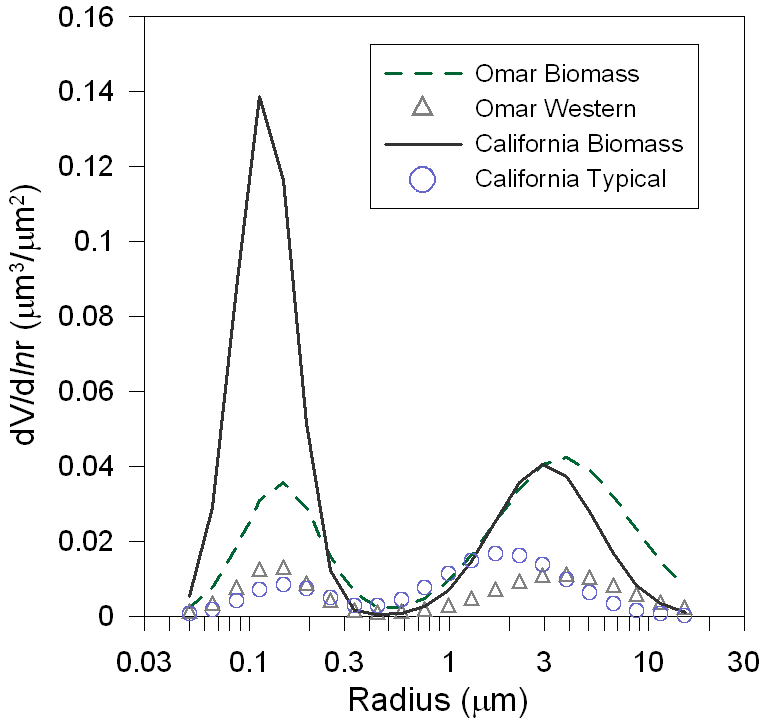 0.16
0.14
0.12
0.1
0.08
0.06
0.04
0.02
0
dV/dlnr (μm³/μm²)
Omar Biomass
Omar Western
California Biomass
California Typical
0.03 0.1 0.3 1 3 10 30
Radius (μm)